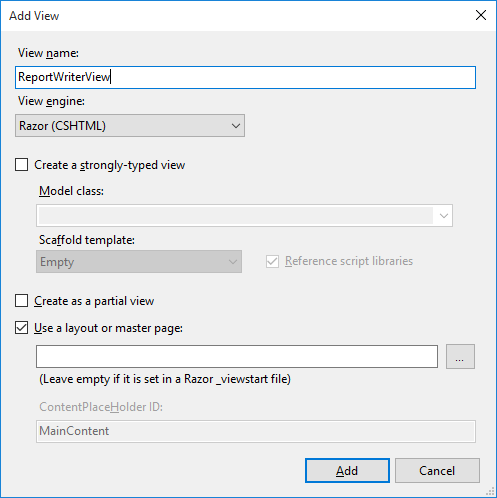 Add View
View name:
ReportWriterView
View engine:
Razor (CSHTML)
Create a strongly-typed view
Model class:
Scaffold template:
Empty
Reference script libraries
Create as a partial view
Use a layout or master page:
...
(Leave empty if it is set in a Razor _viewstart file)
ContentPlaceHolder ID:
MainContent
Add
Cancel